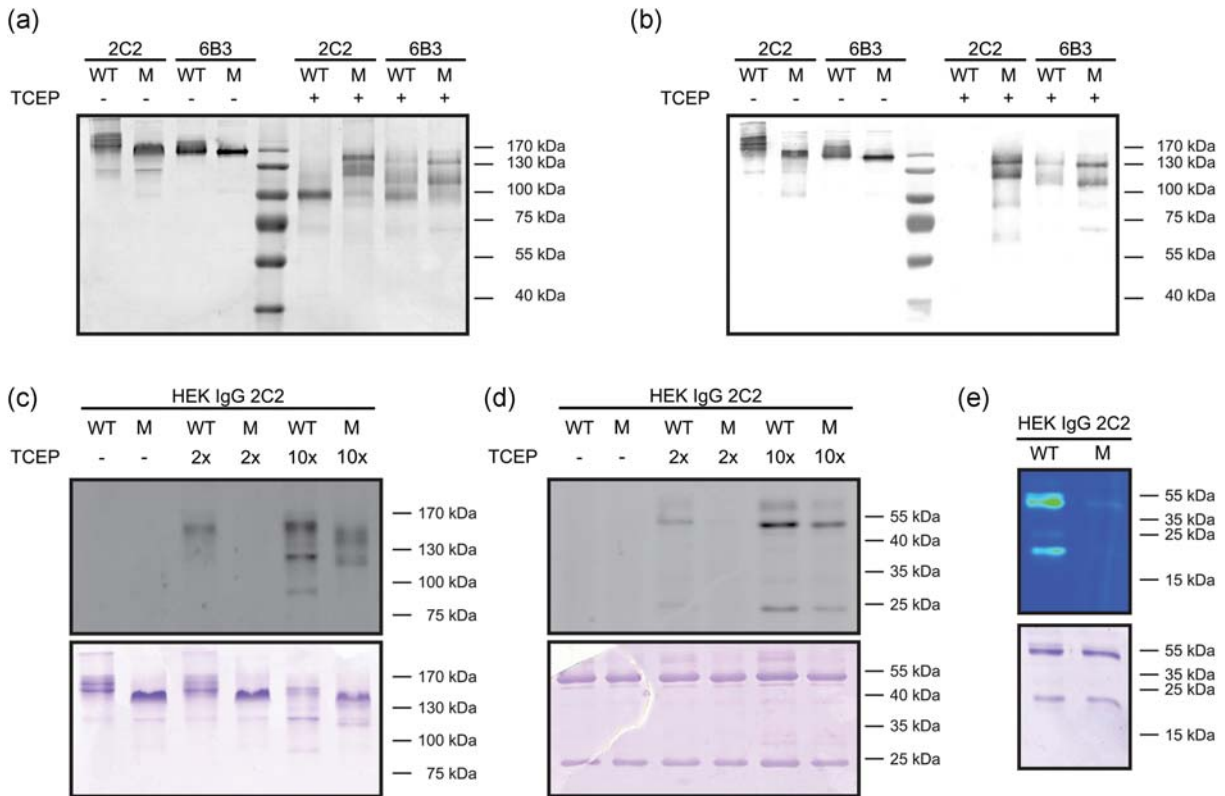 (a)
2C2 6B3 2C2 6B3
WT M WT M WT M WT M
TCEP - - - - + + + +
170 kDa
130 kDa
100 kDa
75 kDa
55 kDa
40 kDa
(b)
2C2 6B3 2C2 6B3
WT M WT M WT M WT M
TCEP - - - - + + + +
170 kDa
130 kDa
100 kDa
75 kDa
55 kDa
40 kDa
(c)
HEK IgG 2C2
WT M WT M WT M
TCEP - - 2x 2x 10x 10x
170 kDa
130 kDa
100 kDa
75 kDa
170 kDa
130 kDa
100 kDa
75 kDa
(d)
HEK IgG 2C2
WT M WT M WT M
TCEP - - 2x 2x 10x 10x
55 kDa
40 kDa
35 kDa
25 kDa
55 kDa
40 kDa
35 kDa
25 kDa
(e)
HEK IgG 2C2
WT M
55 kDa
35 kDa
25 kDa
15 kDa
55 kDa
35 kDa
25 kDa
15 kDa